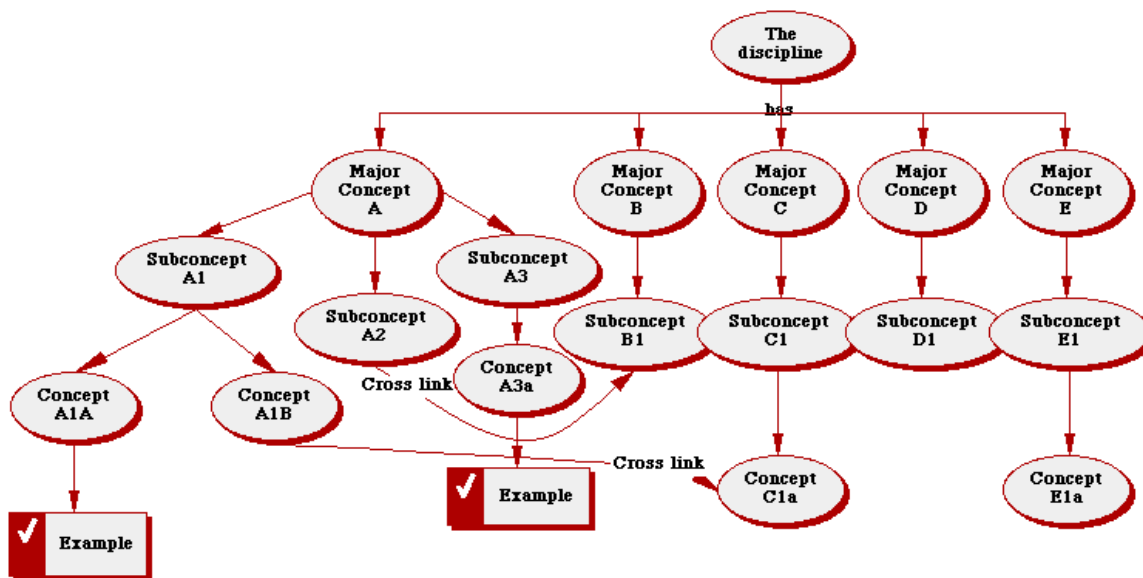 The
discipline
has
Major
Concept
A
Major
Concept
B
Major
Concept
C
Major
Concept
D
Major
Concept
E
Subconcept
A1
Subconcept
A2
Subconcept
A3
Subconcept
B1
Subconcept
C1
Subconcept
D1
Subconcept
E1
Concept
A1A
Concept
A1B
Cross link
Concept
A3a
Cross link
Concept
C1a
Concept
E1a
Example
Example